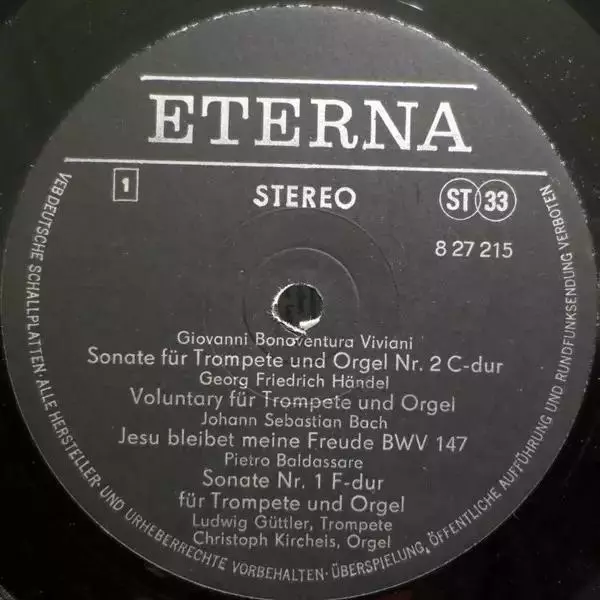 ETERNA
1
STEREO
ST 33
8 27 215
Giovanni Bonaventura Viviani
Sonate für Trompete und Orgel Nr. 2 C-dur
Georg Friedrich Händel
Voluntary für Trompete und Orgel
Johann Sebastian Bach
Jesu bleibet meine Freude BWV 147
Pietro Baldassare
Sonate Nr. 1 F-dur
für Trompete und Orgel
Ludwig Güttler, Trompete
Christoph Kircheis, Orgel
VEB DEUTSCHE SCHALLPLATTEN · ALLE HERSTELLER- UND URHEBERRECHTE VORBEHALTEN · ÜBERSPIELUNG, ÖFFENTLICHE AUFFÜHRUNG UND RUNDFUNKSENDUNG VERBOTEN